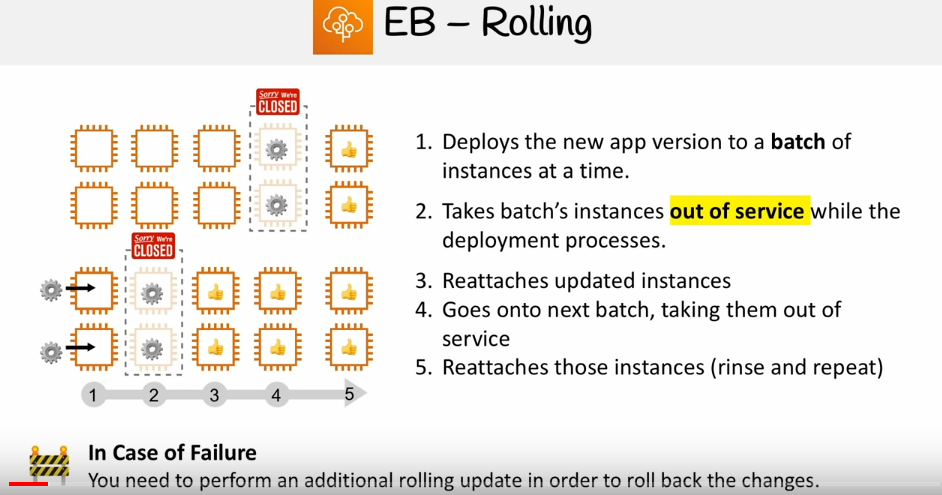 EB – Rolling
Sorry We're
CLOSED
Sorry We're
CLOSED
1 2 3 4 5
1. Deploys the new app version to a batch of
instances at a time.
2. Takes batch's instances out of service while the
deployment processes.
3. Reattaches updated instances
4. Goes onto next batch, taking them out of
service
5. Reattaches those instances (rinse and repeat)
In Case of Failure
You need to perform an additional rolling update in order to roll back the changes.